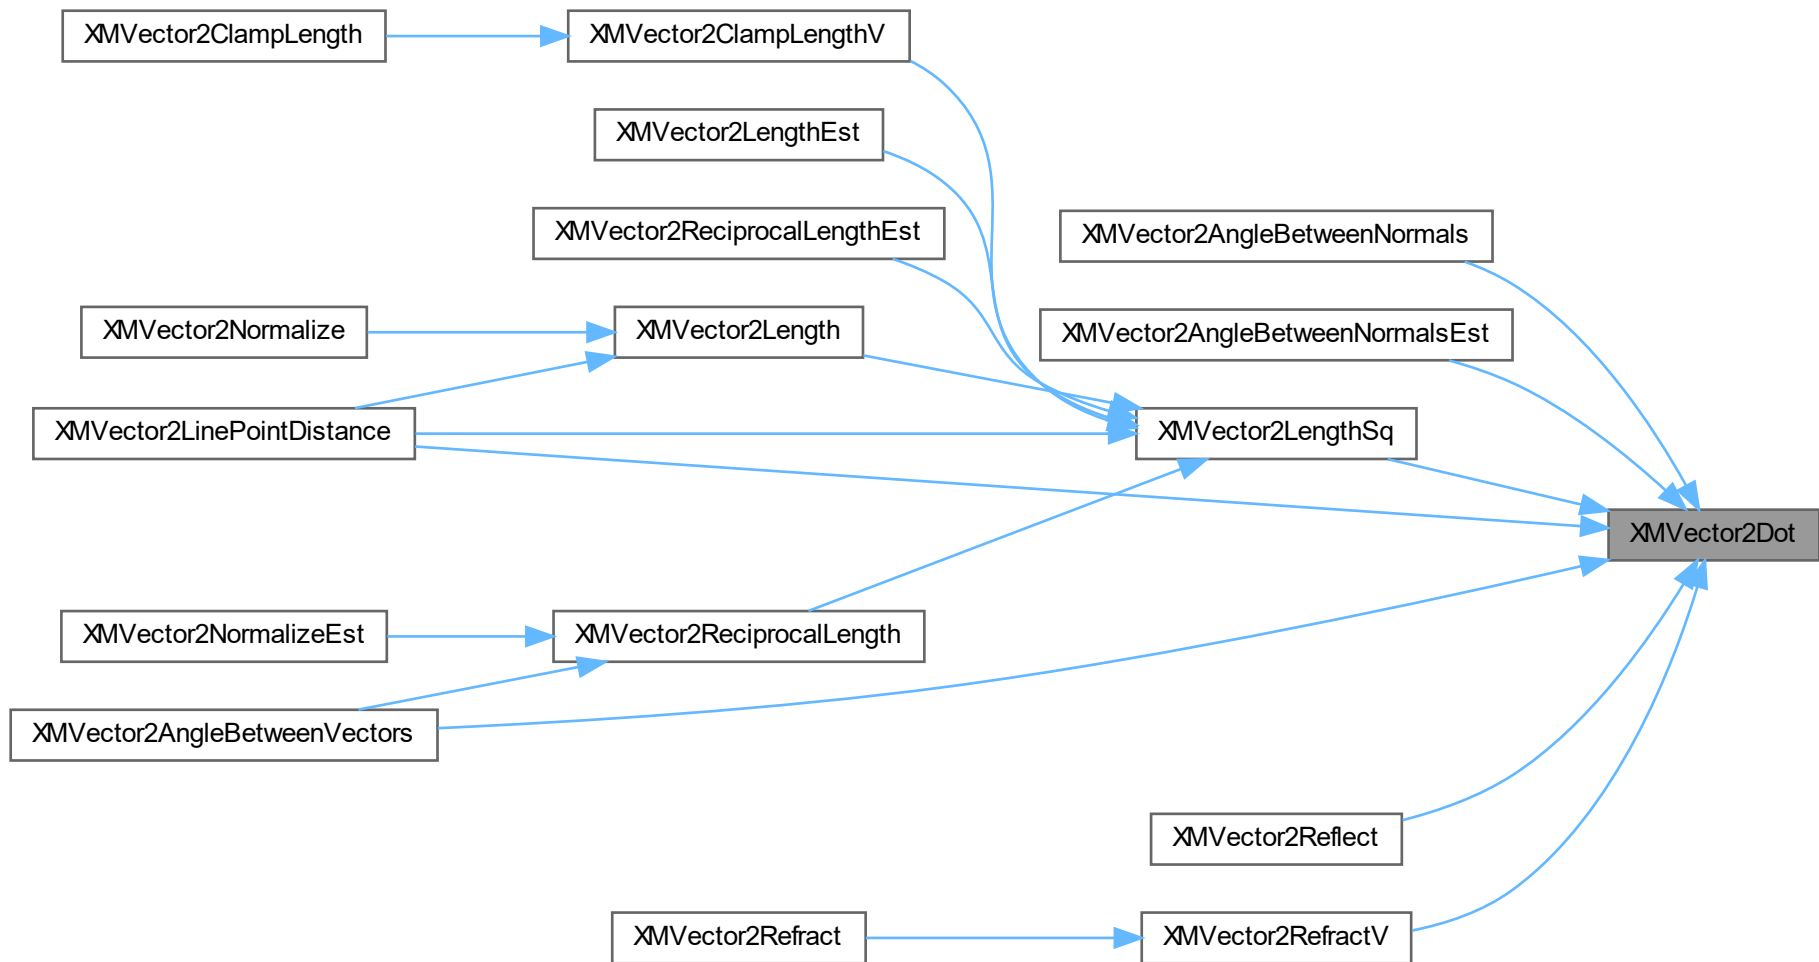 XMVector2ClampLength
XMVector2ClampLengthV
XMVector2LengthEst
XMVector2ReciprocalLengthEst
XMVector2AngleBetweenNormals
XMVector2Normalize
XMVector2Length
XMVector2AngleBetweenNormalsEst
XMVector2LinePointDistance
XMVector2LengthSq
XMVector2Dot
XMVector2NormalizeEst
XMVector2ReciprocalLength
XMVector2AngleBetweenVectors
XMVector2Reflect
XMVector2Refract
XMVector2RefractV